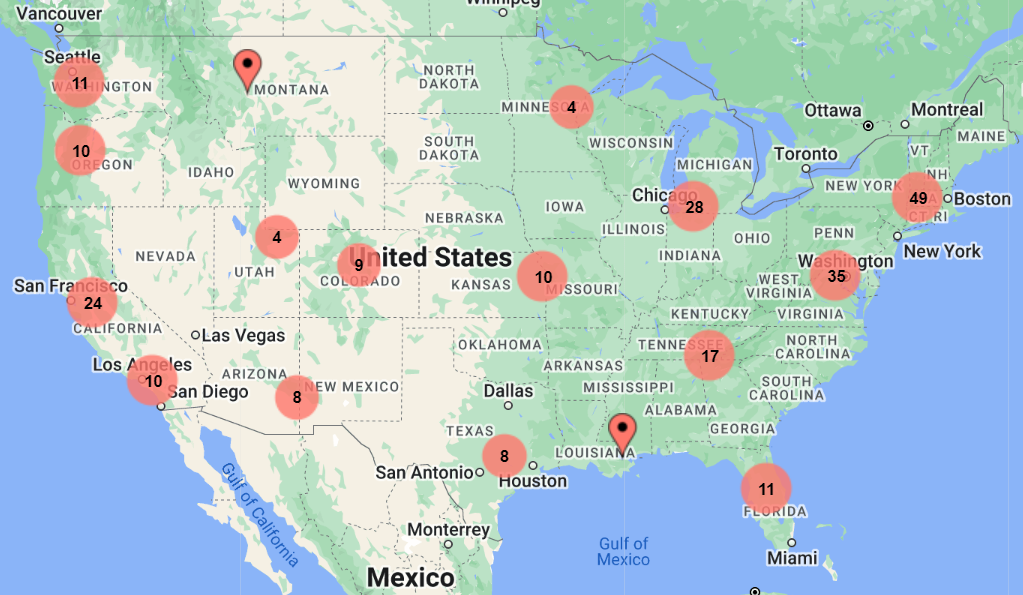 Winnipeg
Vancouver
Seattle
11
WASHINGTON
MONTANA
NORTH
DAKOTA
MINNESOTA
4
Ottawa
Montreal
MAINE
10
OREGON
SOUTH
DAKOTA
WISCONSIN
MICHIGAN
Toronto
VT
NH
IDAHO
WYOMING
NEW YORK
49
MA
CT RI
Boston
Chicago
28
IOWA
NEBRASKA
ILLINOIS
INDIANA
OHIO
PENN
New York
4
NEVADA
UTAH
9
COLORADO
United States
KANSAS
10
MISSOURI
Washington
35
WEST
VIRGINIA
VIRGINIA
San Francisco
24
CALIFORNIA
Las Vegas
KENTUCKY
OKLAHOMA
TENNESSEE
17
NORTH
CAROLINA
Los Angeles
10
San Diego
ARIZONA
8
NEW MEXICO
ARKANSAS
MISSISSIPPI
SOUTH
CAROLINA
Dallas
ALABAMA
GEORGIA
TEXAS
8
LOUISIANA
San Antonio
Houston
11
FLORIDA
Gulf of California
Monterrey
Gulf of
Mexico
Miami
Mexico